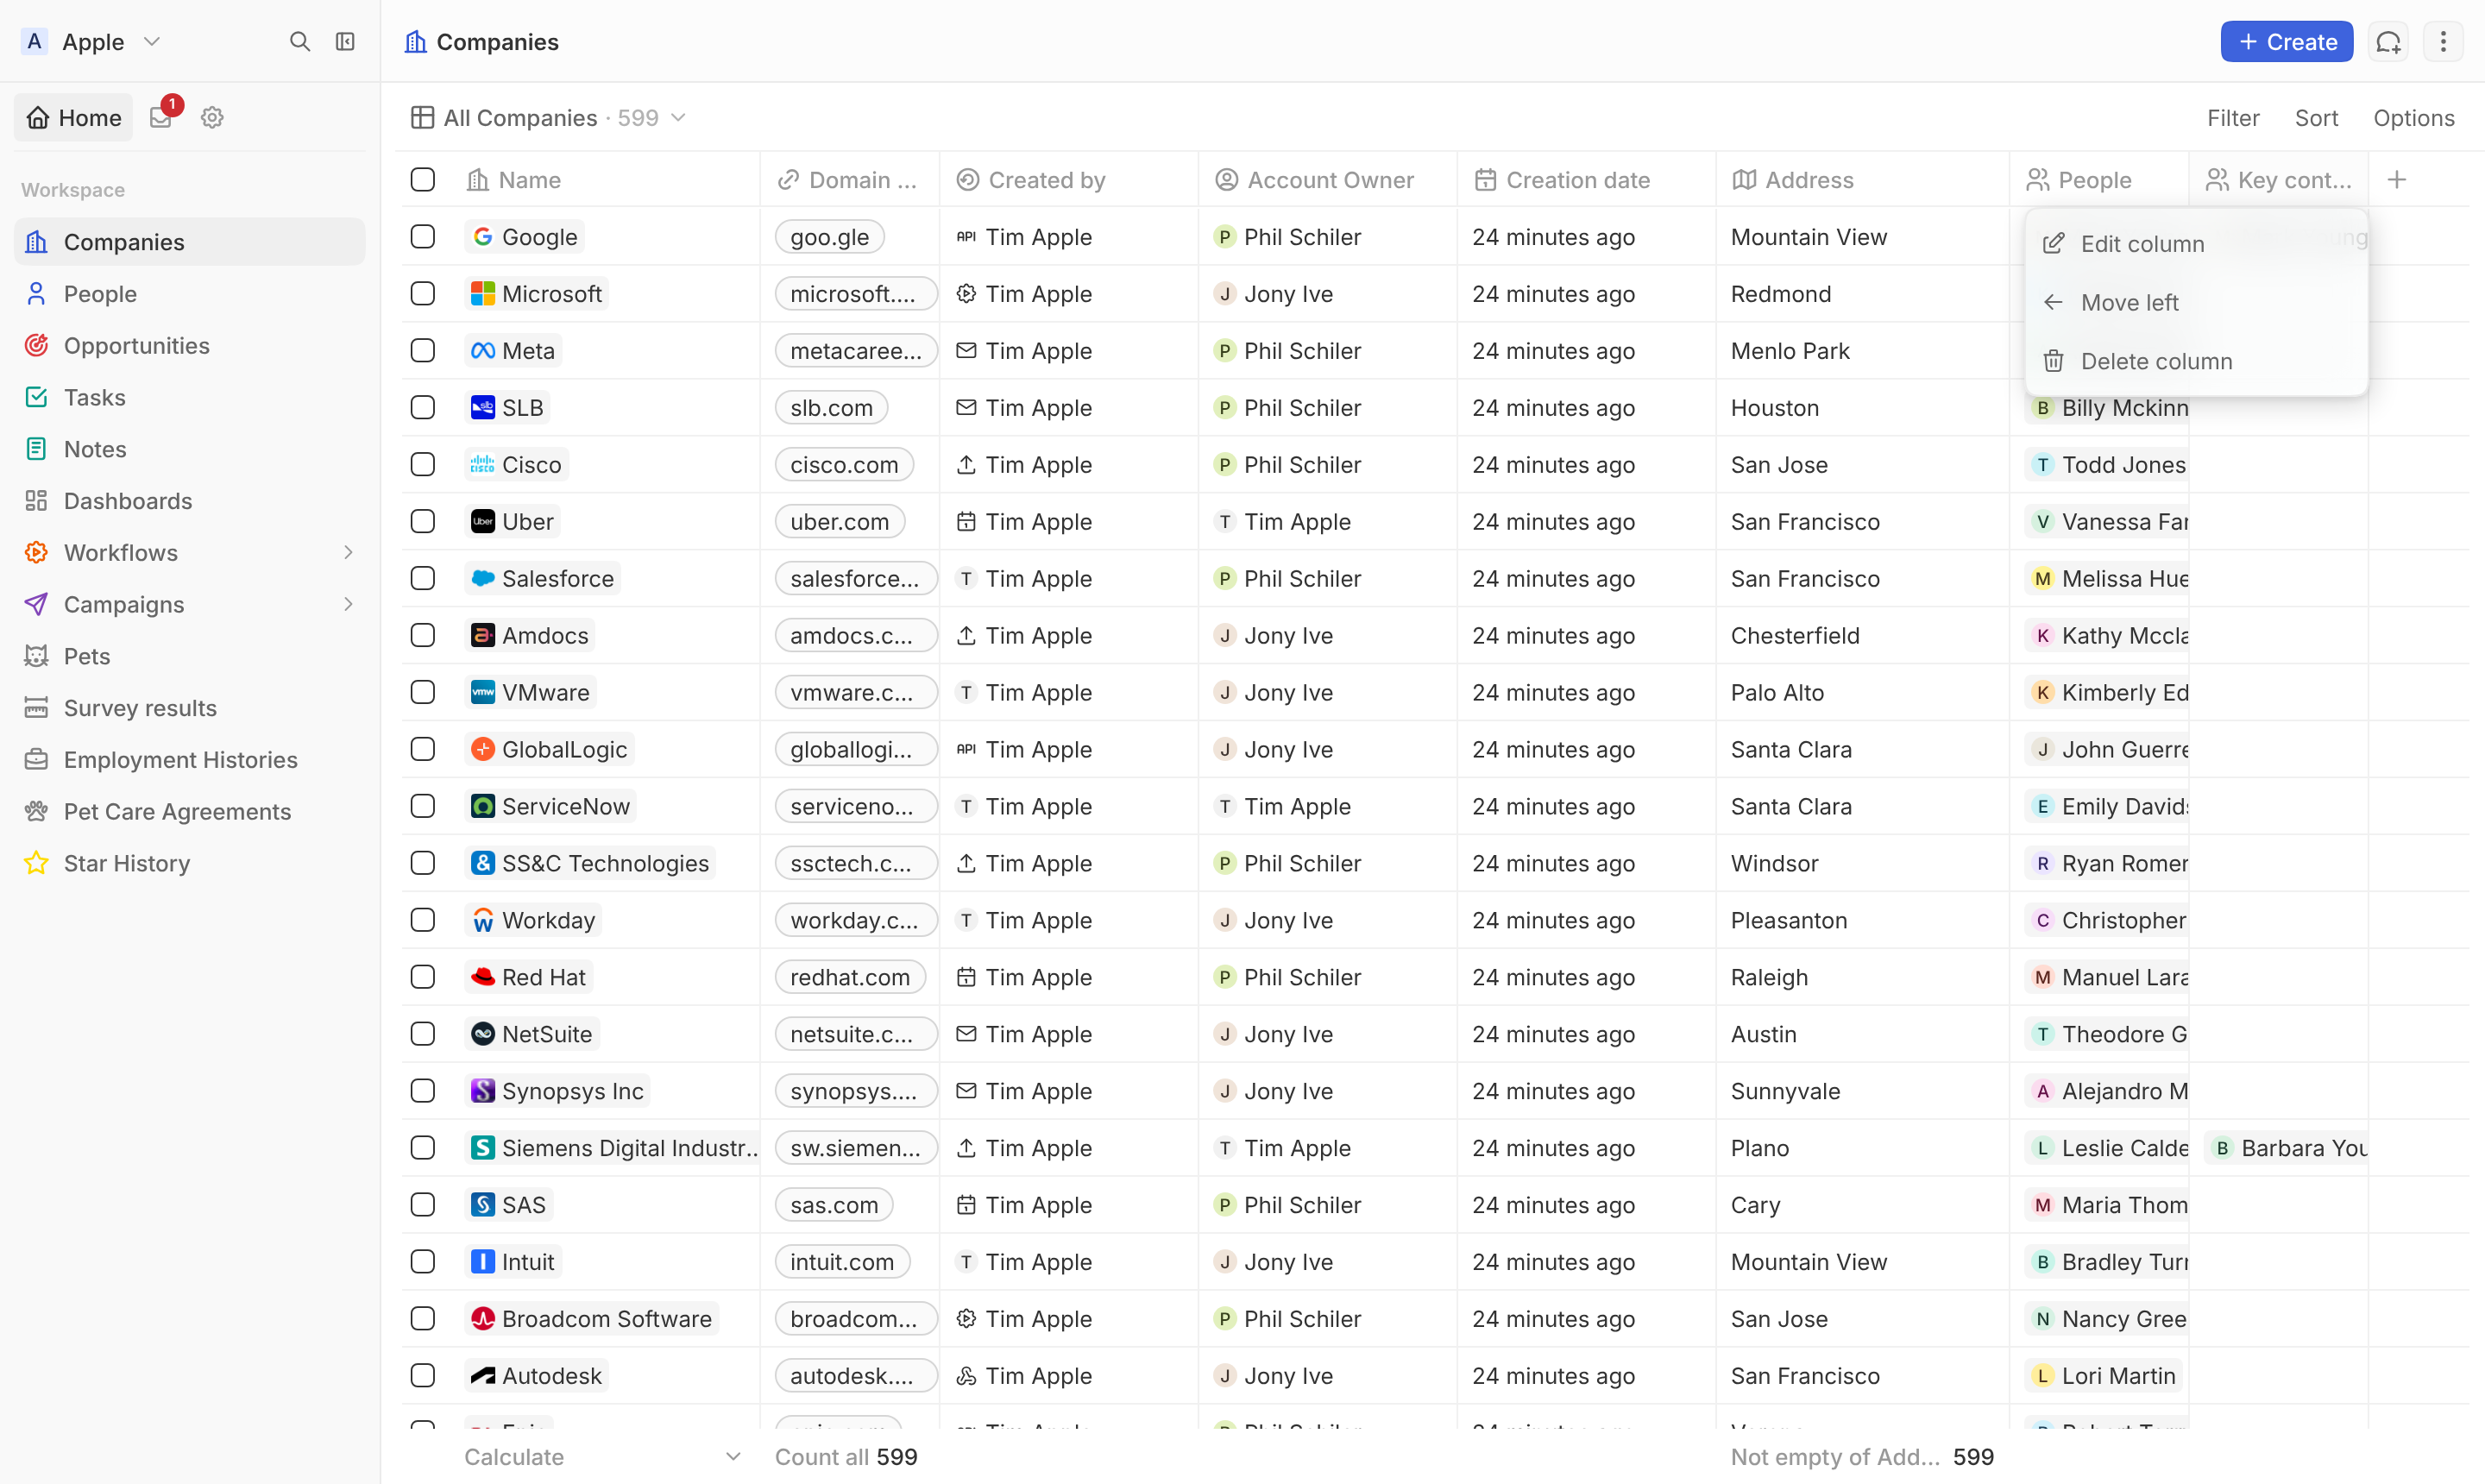 A Apple
Companies
+ Create
Home
1
All Companies · 599
Filter
Sort
Options
Workspace
Companies
People
Opportunities
Tasks
Notes
Dashboards
Workflows
Campaigns
Pets
Survey results
Employment Histories
Pet Care Agreements
Star History
Name Domain ... Created by Account Owner Creation date Address People Key cont... +
Google goo.gle API Tim Apple P Phil Schiler 24 minutes ago Mountain View
Microsoft microsoft.... Tim Apple J Jony Ive 24 minutes ago Redmond
Meta metacaree... Tim Apple P Phil Schiler 24 minutes ago Menlo Park
Edit column
Move left
Delete column
SLB slb.com Tim Apple P Phil Schiler 24 minutes ago Houston B Billy Mckinn
Cisco cisco.com Tim Apple P Phil Schiler 24 minutes ago San Jose T Todd Jones
Uber uber.com Tim Apple T Tim Apple 24 minutes ago San Francisco V Vanessa Far
Salesforce salesforce... T Tim Apple P Phil Schiler 24 minutes ago San Francisco M Melissa Hue
Amdocs amdocs.c... Tim Apple J Jony Ive 24 minutes ago Chesterfield K Kathy Mccla
VMware vmware.c... T Tim Apple J Jony Ive 24 minutes ago Palo Alto K Kimberly Ed
GlobalLogic globallogi... API Tim Apple J Jony Ive 24 minutes ago Santa Clara J John Guerre
ServiceNow serviceno... T Tim Apple T Tim Apple 24 minutes ago Santa Clara E Emily Davids
SS&C Technologies ssctech.c... Tim Apple P Phil Schiler 24 minutes ago Windsor R Ryan Romer
Workday workday.c... T Tim Apple J Jony Ive 24 minutes ago Pleasanton C Christopher
Red Hat redhat.com Tim Apple P Phil Schiler 24 minutes ago Raleigh M Manuel Lara
NetSuite netsuite.c... Tim Apple J Jony Ive 24 minutes ago Austin T Theodore G
Synopsys Inc synopsys.... Tim Apple J Jony Ive 24 minutes ago Sunnyvale A Alejandro M
Siemens Digital Industr.. sw.siemen... Tim Apple T Tim Apple 24 minutes ago Plano L Leslie Calde B Barbara You
SAS sas.com Tim Apple P Phil Schiler 24 minutes ago Cary M Maria Thom
Intuit intuit.com T Tim Apple J Jony Ive 24 minutes ago Mountain View B Bradley Turr
Broadcom Software broadcom... Tim Apple P Phil Schiler 24 minutes ago San Jose N Nancy Gree
Autodesk autodesk.... Tim Apple J Jony Ive 24 minutes ago San Francisco L Lori Martin
Calculate Count all 599 Not empty of Add... 599